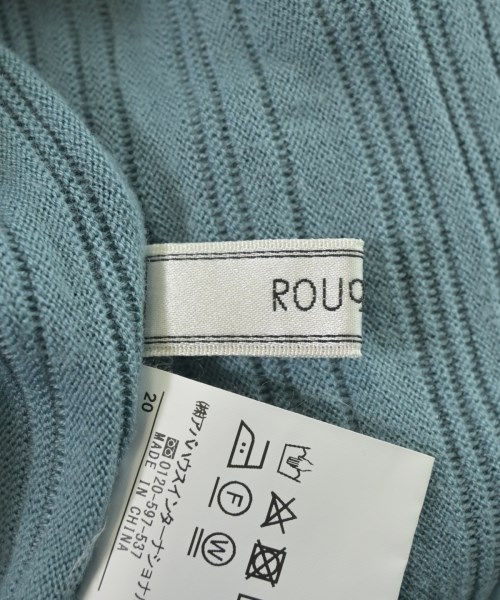 ROUg
20
(株)アバハウスインターナショナル
0120-597-537
MADE IN CHINA
F
W